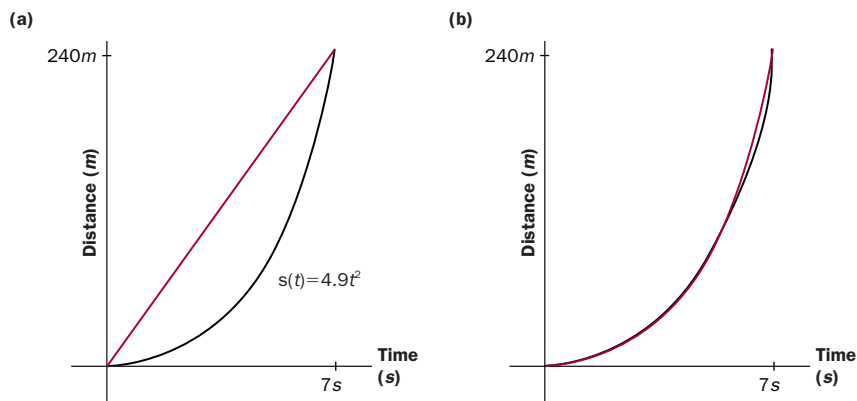 (a)
240m
Distance (m)
s(t)=4.9t²
7s
Time
(s)
(b)
240m
Distance (m)
7s
Time
(s)